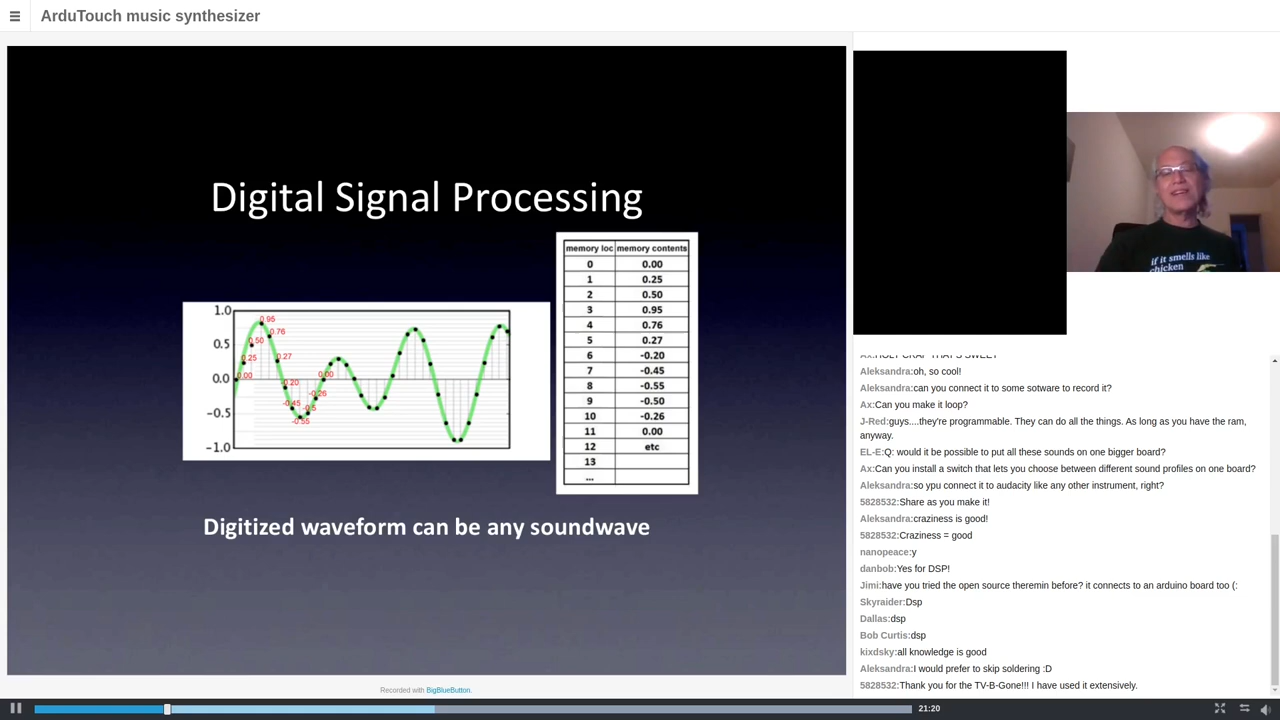 ArduTouch music synthesizer
Digital Signal Processing
1.0
0.5
0.0
−0.5
−1.0
0.00
0.25
0.50
0.95
0.76
0.27
-0.20
-0.45
-0.55
-0.5
-0.26
0.00
memory loc memory contents
0 0.00
1 0.25
2 0.50
3 0.95
4 0.76
5 0.27
6 -0.20
7 -0.45
8 -0.55
9 -0.50
10 -0.26
11 0.00
12 etc
13
...
Digitized waveform can be any soundwave
Recorded with BigBlueButton.
if it smells like
chicken
Ax:HOLY CRAP THAT'S SWEET
Aleksandra:oh, so cool!
Aleksandra:can you connect it to some sotware to record it?
Ax:Can you make it loop?
J-Red:guys....they're programmable. They can do all the things. As long as you have the ram,
anyway.
EL-E:Q: would it be possible to put all these sounds on one bigger board?
Ax:Can you install a switch that lets you choose between different sound profiles on one board?
Aleksandra:so ypu connect it to audacity like any other instrument, right?
5828532:Share as you make it!
Aleksandra:craziness is good!
5828532:Craziness = good
nanopeace:y
danbob:Yes for DSP!
Jimi:have you tried the open source theremin before? it connects to an arduino board too (:
Skyraider:Dsp
Dallas:dsp
Bob Curtis:dsp
kixdsky:all knowledge is good
Aleksandra:I would prefer to skip soldering :D
5828532:Thank you for the TV-B-Gone!!! I have used it extensively.
21:20